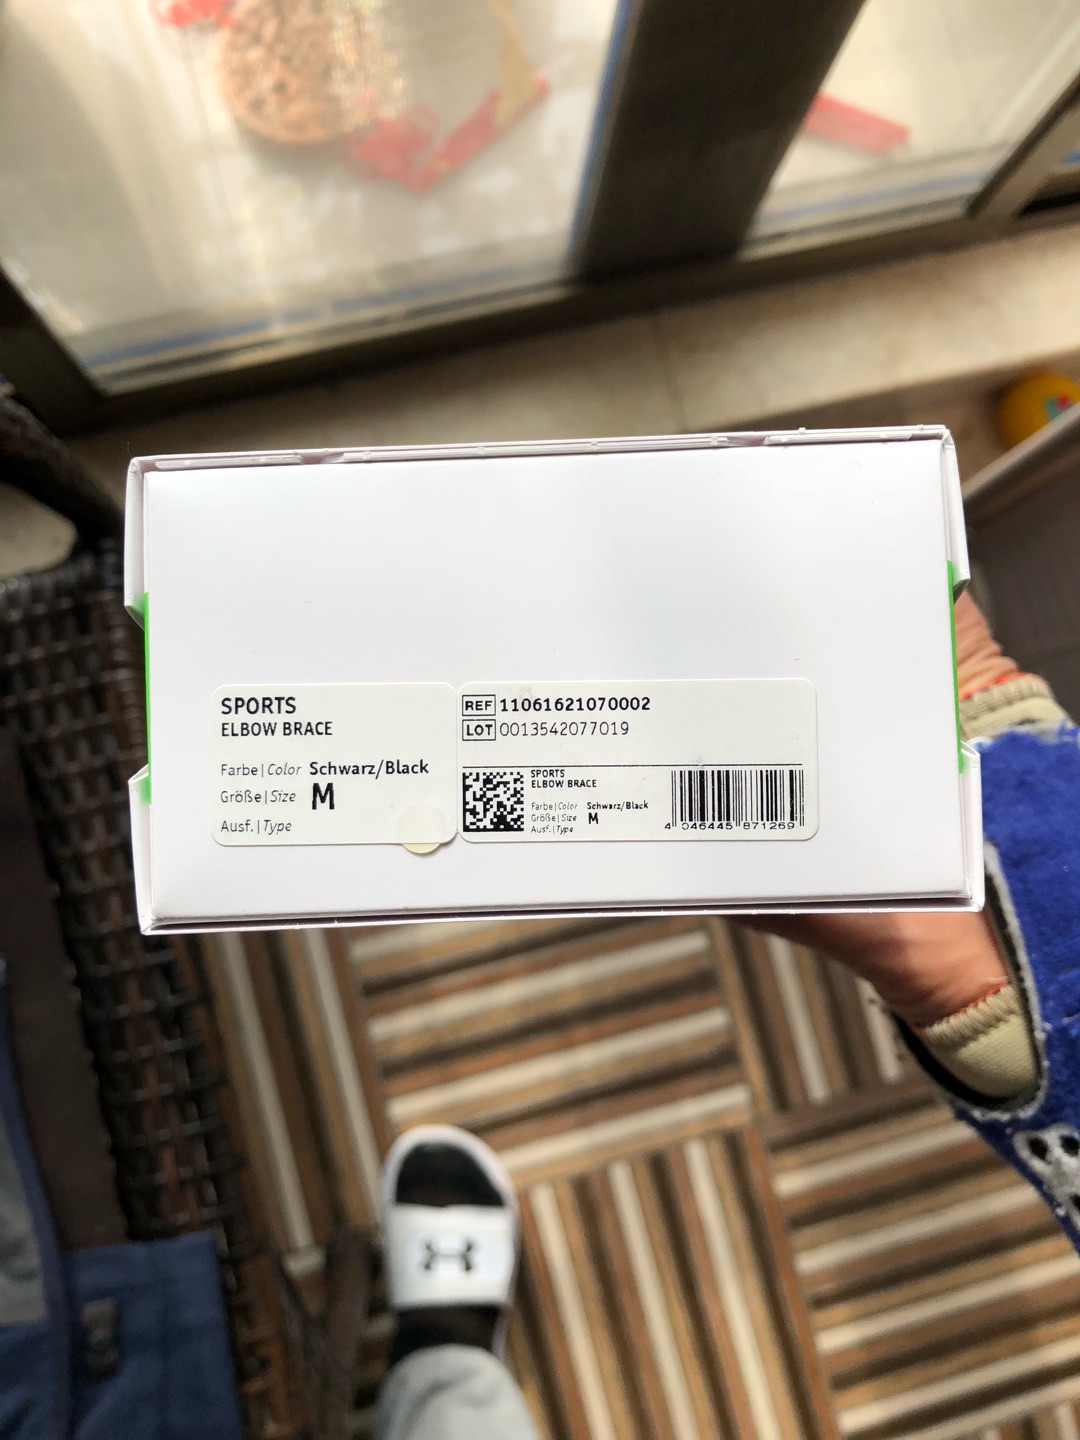 SPORTS
ELBOW BRACE
Farbe|Color Schwarz/Black
Größe|Size M
Ausf.|Type
REF 11061621070002
LOT 0013542077019
SPORTS
ELBOW BRACE
Farbe|Color Schwarz/Black
Größe|Size M
Ausf.|Type
4 046445 871269